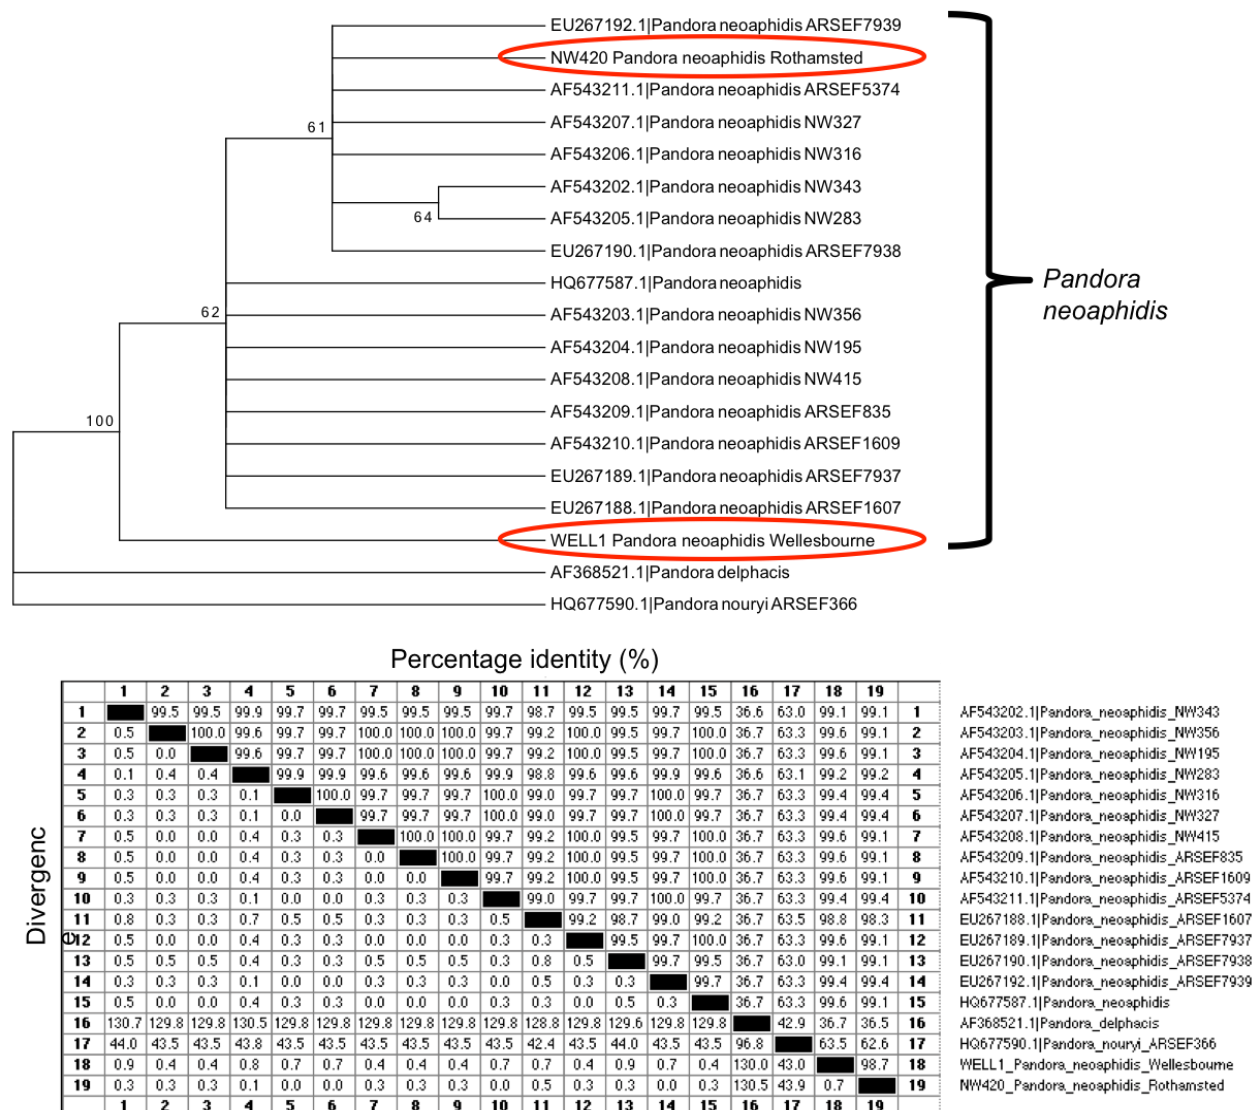 EU267192.1|Pandora neoaphidis ARSEF7939
NW420 Pandora neoaphidis Rothamsted
AF543211.1|Pandora neoaphidis ARSEF5374
61
AF543207.1|Pandora neoaphidis NW327
AF543206.1|Pandora neoaphidis NW316
AF543202.1|Pandora neoaphidis NW343
64
AF543205.1|Pandora neoaphidis NW283
EU267190.1|Pandora neoaphidis ARSEF7938
HQ677587.1|Pandora neoaphidis
Pandora
neoaphidis
62
AF543203.1|Pandora neoaphidis NW356
AF543204.1|Pandora neoaphidis NW195
AF543208.1|Pandora neoaphidis NW415
AF543209.1|Pandora neoaphidis ARSEF835
100
AF543210.1|Pandora neoaphidis ARSEF1609
EU267189.1|Pandora neoaphidis ARSEF7937
EU267188.1|Pandora neoaphidis ARSEF1607
WELL1 Pandora neoaphidis Wellesbourne
AF368521.1|Pandora delphacis
HQ677590.1|Pandora nouryi ARSEF366
Percentage identity (%)
Divergenc
e
1 2 3 4 5 6 7 8 9 10 11 12 13 14 15 16 17 18 19
1 99.5 99.5 99.9 99.7 99.7 99.5 99.5 99.5 99.7 98.7 99.5 99.5 99.7 99.5 36.6 63.0 99.1 99.1 1 AF543202.1|Pandora_neoaphidis_NW343
2 0.5 100.0 99.6 99.7 99.7 100.0 100.0 100.0 99.7 99.2 100.0 99.5 99.7 100.0 36.7 63.3 99.6 99.1 2 AF543203.1|Pandora_neoaphidis_NW356
3 0.5 0.0 99.6 99.7 99.7 100.0 100.0 100.0 99.7 99.2 100.0 99.5 99.7 100.0 36.7 63.3 99.6 99.1 3 AF543204.1|Pandora_neoaphidis_NW195
4 0.1 0.4 0.4 99.9 99.9 99.6 99.6 99.6 99.9 98.8 99.6 99.6 99.9 99.6 36.6 63.1 99.2 99.2 4 AF543205.1|Pandora_neoaphidis_NW283
5 0.3 0.3 0.3 0.1 100.0 99.7 99.7 99.7 100.0 99.0 99.7 99.7 100.0 99.7 36.7 63.3 99.4 99.4 5 AF543206.1|Pandora_neoaphidis_NW316
6 0.3 0.3 0.3 0.1 0.0 99.7 99.7 99.7 100.0 99.0 99.7 99.7 100.0 99.7 36.7 63.3 99.4 99.4 6 AF543207.1|Pandora_neoaphidis_NW327
7 0.5 0.0 0.0 0.4 0.3 0.3 100.0 100.0 99.7 99.2 100.0 99.5 99.7 100.0 36.7 63.3 99.6 99.1 7 AF543208.1|Pandora_neoaphidis_NW415
8 0.5 0.0 0.0 0.4 0.3 0.3 0.0 100.0 99.7 99.2 100.0 99.5 99.7 100.0 36.7 63.3 99.6 99.1 8 AF543209.1|Pandora_neoaphidis_ARSEF835
9 0.5 0.0 0.0 0.4 0.3 0.3 0.0 0.0 99.7 99.2 100.0 99.5 99.7 100.0 36.7 63.3 99.6 99.1 9 AF543210.1|Pandora_neoaphidis_ARSEF1609
10 0.3 0.3 0.3 0.1 0.0 0.0 0.3 0.3 0.3 99.0 99.7 99.7 100.0 99.7 36.7 63.3 99.4 99.4 10 AF543211.1|Pandora_neoaphidis_ARSEF5374
11 0.8 0.3 0.3 0.7 0.5 0.5 0.3 0.3 0.3 0.5 99.2 98.7 99.0 99.2 36.7 63.5 98.8 98.3 11 EU267188.1|Pandora_neoaphidis_ARSEF1607
12 0.5 0.0 0.0 0.4 0.3 0.3 0.0 0.0 0.0 0.3 0.3 99.5 99.7 100.0 36.7 63.3 99.6 99.1 12 EU267189.1|Pandora_neoaphidis_ARSEF7937
13 0.5 0.5 0.5 0.4 0.3 0.3 0.5 0.5 0.5 0.3 0.8 0.5 99.7 99.5 36.7 63.0 99.1 99.1 13 EU267190.1|Pandora_neoaphidis_ARSEF7938
14 0.3 0.3 0.3 0.1 0.0 0.0 0.3 0.3 0.3 0.0 0.5 0.3 0.3 99.7 36.7 63.3 99.4 99.4 14 EU267192.1|Pandora_neoaphidis_ARSEF7939
15 0.5 0.0 0.0 0.4 0.3 0.3 0.0 0.0 0.0 0.3 0.3 0.0 0.5 0.3 36.7 63.3 99.6 99.1 15 HQ677587.1|Pandora_neoaphidis
16 130.7 129.8 129.8 130.5 129.8 129.8 129.8 129.8 129.8 129.8 128.8 129.8 129.6 129.8 129.8 42.9 36.7 36.5 16 AF368521.1|Pandora_delphacis
17 44.0 43.5 43.5 43.8 43.5 43.5 43.5 43.5 43.5 43.5 42.4 43.5 44.0 43.5 43.5 96.8 63.5 62.6 17 HQ677590.1|Pandora_nouryi_ARSEF366
18 0.9 0.4 0.4 0.8 0.7 0.7 0.4 0.4 0.4 0.7 0.7 0.4 0.9 0.7 0.4 130.0 43.0 98.7 18 WELL1_Pandora_neoaphidis_Wellesbourne
19 0.3 0.3 0.3 0.1 0.0 0.0 0.3 0.3 0.3 0.0 0.5 0.3 0.3 0.0 0.3 130.5 43.9 0.7 19 NW420_Pandora_neoaphidis_Rothamsted
1 2 3 4 5 6 7 8 9 10 11 12 13 14 15 16 17 18 19